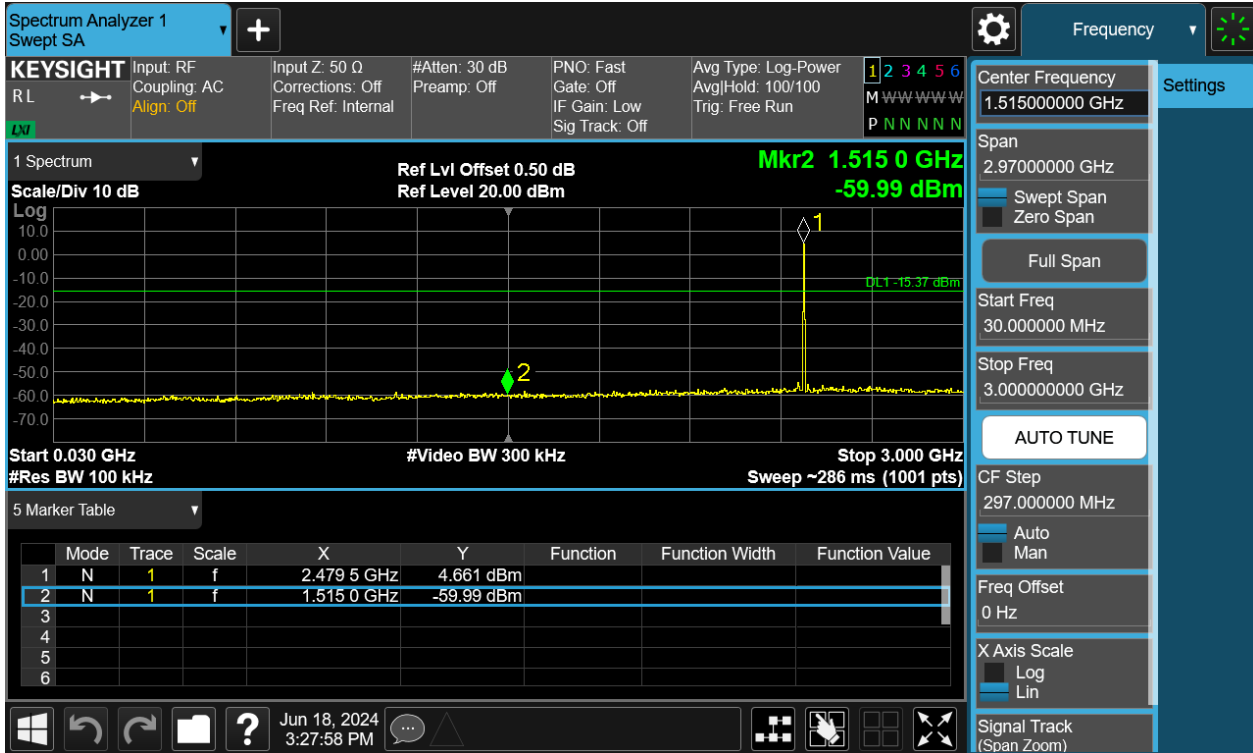 Spectrum Analyzer 1
Swept SA
+
Frequency
KEYSIGHT
RL
LXI
Input: RF
Coupling: AC
Align: Off
Input Z: 50 Ω
Corrections: Off
Freq Ref: Internal
#Atten: 30 dB
Preamp: Off
PNO: Fast
Gate: Off
IF Gain: Low
Sig Track: Off
Avg Type: Log-Power
Avg|Hold: 100/100
Trig: Free Run
1 2 3 4 5 6
M W W W W W
P N N N N N
1 Spectrum
Scale/Div 10 dB
Ref Lvl Offset 0.50 dB
Ref Level 20.00 dBm
Mkr2 1.515 0 GHz
-59.99 dBm
Log
10.0
0.00
-10.0
-20.0
-30.0
-40.0
-50.0
-60.0
-70.0
1
DL1 -15.37 dBm
2
Start 0.030 GHz
#Res BW 100 kHz
#Video BW 300 kHz
Stop 3.000 GHz
Sweep ~286 ms (1001 pts)
5 Marker Table
Mode Trace Scale X Y Function Function Width Function Value
1 N 1 f 2.479 5 GHz 4.661 dBm
2 N 1 f 1.515 0 GHz -59.99 dBm
3
4
5
6
?
Jun 18, 2024
3:27:58 PM
Center Frequency
1.515000000 GHz
Span
2.97000000 GHz
Swept Span
Zero Span
Full Span
Start Freq
30.000000 MHz
Stop Freq
3.000000000 GHz
AUTO TUNE
CF Step
297.000000 MHz
Auto
Man
Freq Offset
0 Hz
X Axis Scale
Log
Lin
Signal Track
(Span Zoom)
Settings